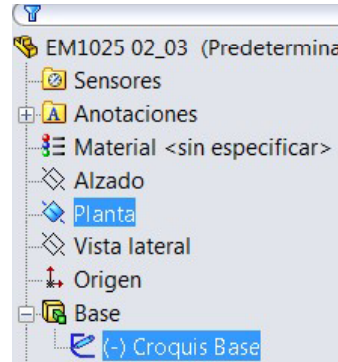 EM1025 02_03 (Predetermina
Sensores
A Anotaciones
Material <sin especificar>
Alzado
Planta
Vista lateral
Origen
Base
(-) Croquis Base